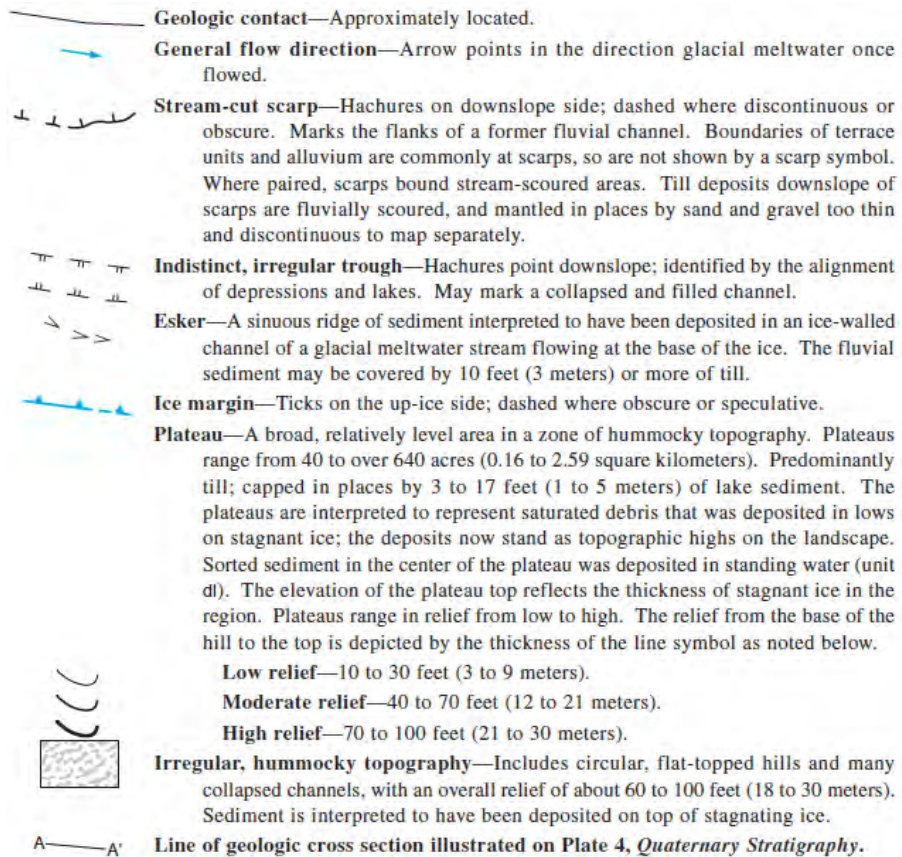 Geologic contact—Approximately located.
General flow direction—Arrow points in the direction glacial meltwater once
flowed.
Stream-cut scarp—Hachures on downslope side; dashed where discontinuous or
obscure. Marks the flanks of a former fluvial channel. Boundaries of terrace
units and alluvium are commonly at scarps, so are not shown by a scarp symbol.
Where paired, scarps bound stream-scoured areas. Till deposits downslope of
scarps are fluvially scoured, and mantled in places by sand and gravel too thin
and discontinuous to map separately.
Indistinct, irregular trough—Hachures point downslope; identified by the alignment
of depressions and lakes. May mark a collapsed and filled channel.
Esker—A sinuous ridge of sediment interpreted to have been deposited in an ice-walled
channel of a glacial meltwater stream flowing at the base of the ice. The fluvial
sediment may be covered by 10 feet (3 meters) or more of till.
Ice margin—Ticks on the up-ice side; dashed where obscure or speculative.
Plateau—A broad, relatively level area in a zone of hummocky topography. Plateaus
range from 40 to over 640 acres (0.16 to 2.59 square kilometers). Predominantly
till; capped in places by 3 to 17 feet (1 to 5 meters) of lake sediment. The
plateaus are interpreted to represent saturated debris that was deposited in lows
on stagnant ice; the deposits now stand as topographic highs on the landscape.
Sorted sediment in the center of the plateau was deposited in standing water (unit
dl). The elevation of the plateau top reflects the thickness of stagnant ice in the
region. Plateaus range in relief from low to high. The relief from the base of the
hill to the top is depicted by the thickness of the line symbol as noted below.
Low relief—10 to 30 feet (3 to 9 meters).
Moderate relief—40 to 70 feet (12 to 21 meters).
High relief—70 to 100 feet (21 to 30 meters).
Irregular, hummocky topography—Includes circular, flat-topped hills and many
collapsed channels, with an overall relief of about 60 to 100 feet (18 to 30 meters).
Sediment is interpreted to have been deposited on top of stagnating ice.
A A' Line of geologic cross section illustrated on Plate 4, Quaternary Stratigraphy.